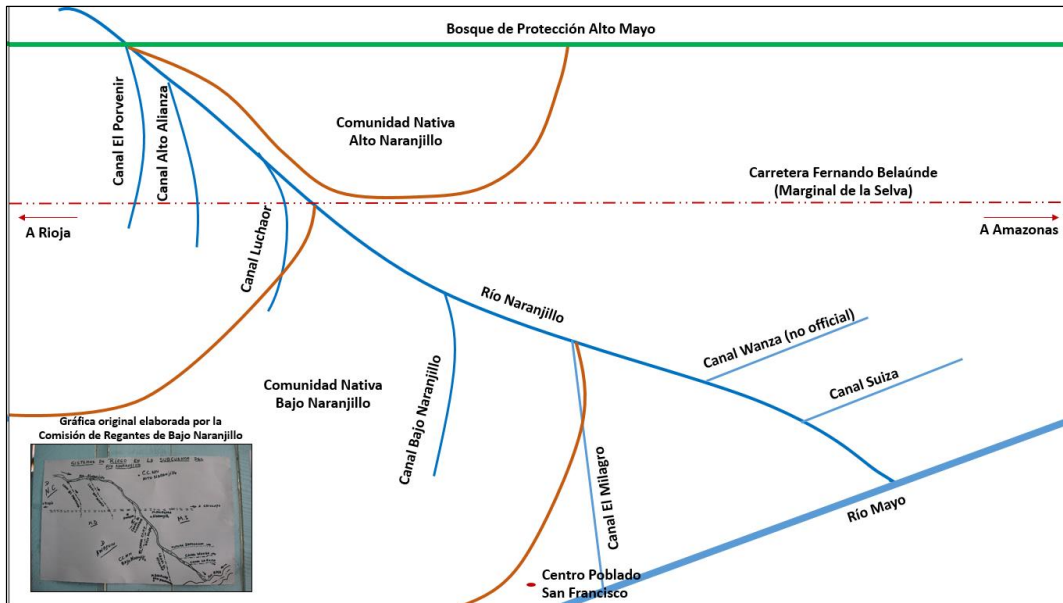 Bosque de Protección Alto Mayo
Canal El Porvenir
Canal Alto Alianza
Comunidad Nativa
Alto Naranjillo
Carretera Fernando Belaúnde
(Marginal de la Selva)
A Rioja
A Amazonas
Canal Luchaor
Río Naranjillo
Canal Wanza (no official)
Canal Suiza
Comunidad Nativa
Bajo Naranjillo
Canal Bajo Naranjillo
Canal El Milagro
Río Mayo
Gráfica original elaborada por la
Comisión de Regantes de Bajo Naranjillo
Centro Poblado
San Francisco